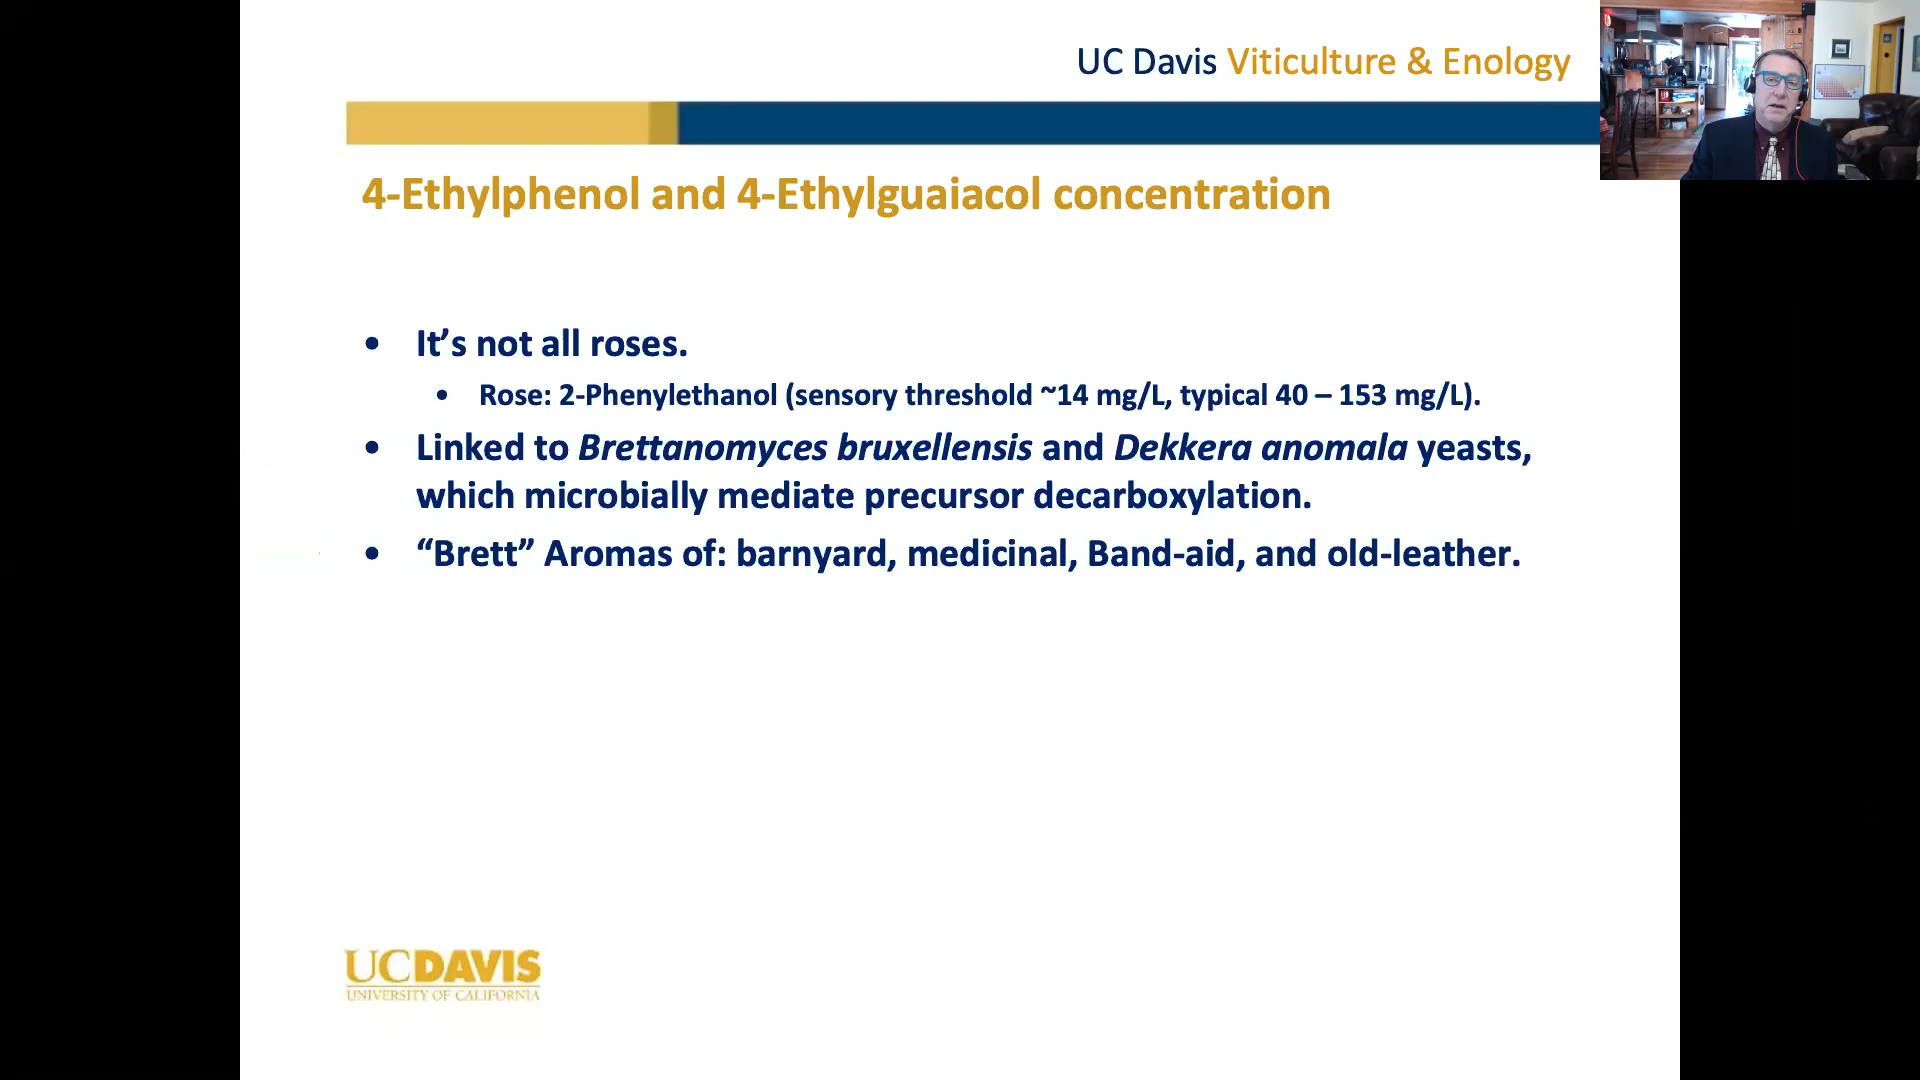 UC Davis Viticulture & Enology
4-Ethylphenol and 4-Ethylguaiacol concentration
• It’s not all roses.
• Rose: 2-Phenylethanol (sensory threshold ~14 mg/L, typical 40 – 153 mg/L).
• Linked to Brettanomyces bruxellensis and Dekkera anomala yeasts,
which microbially mediate precursor decarboxylation.
• “Brett” Aromas of: barnyard, medicinal, Band-aid, and old-leather.
UCDAVIS
UNIVERSITY OF CALIFORNIA